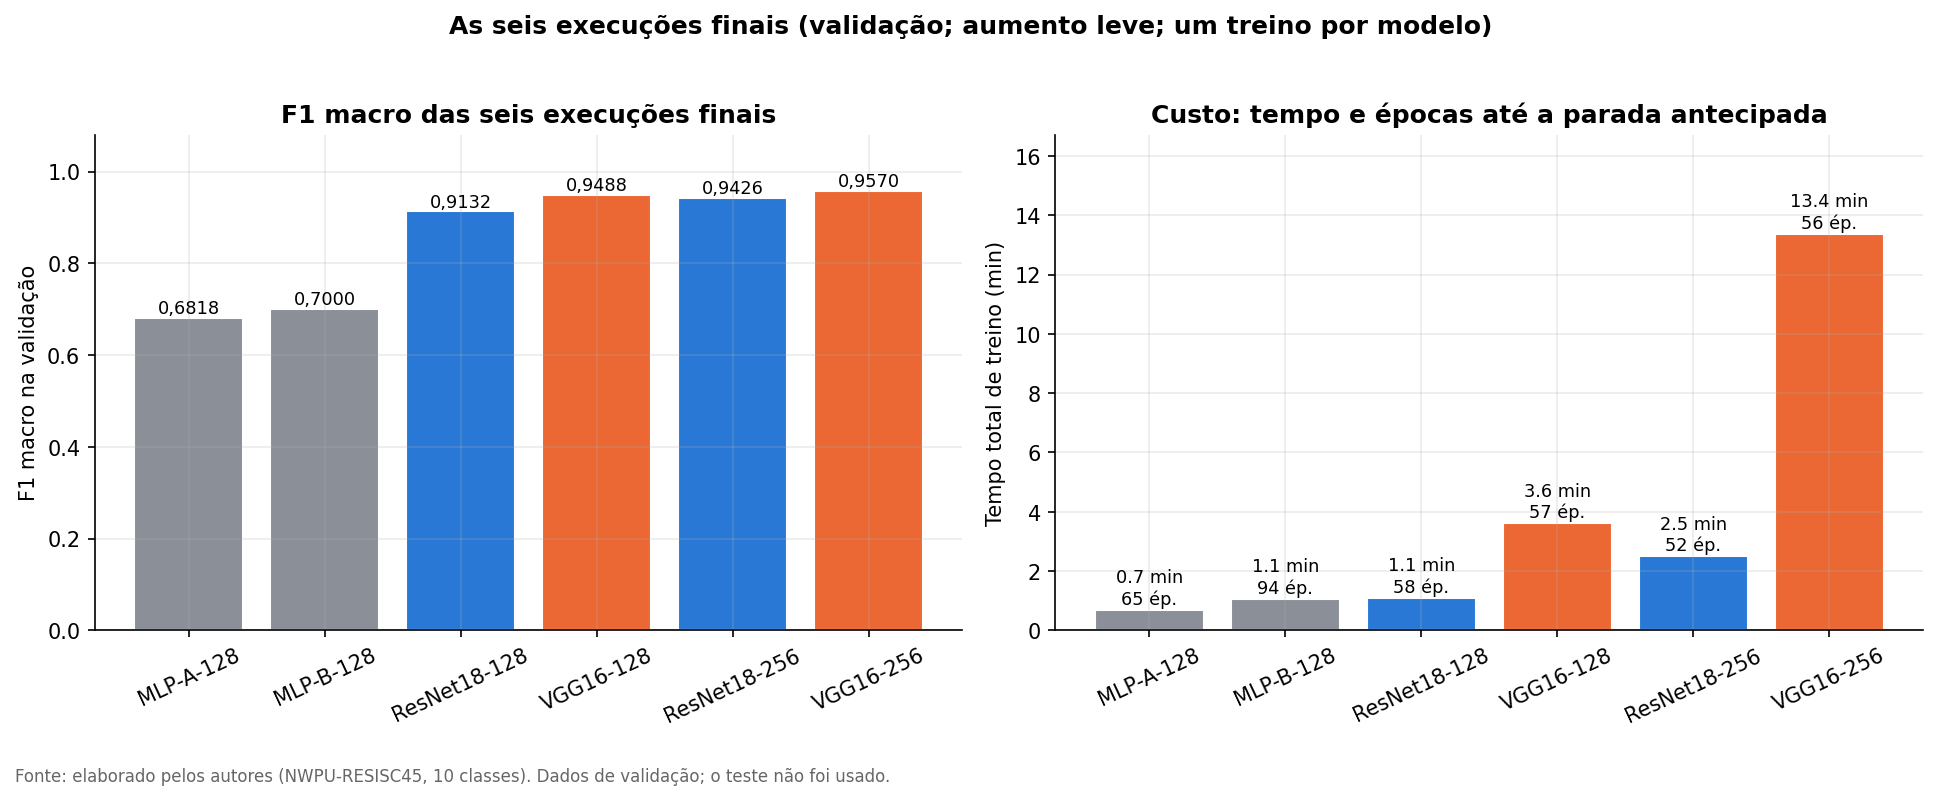 As seis execuções finais (validação; aumento leve; um treino por modelo)
F1 macro das seis execuções finais
F1 macro na validação
1.0
0.8
0.6
0.4
0.2
0.0
0,6818
0,7000
0,9132
0,9488
0,9426
0,9570
MLP-A-128
MLP-B-128
ResNet18-128
VGG16-128
ResNet18-256
VGG16-256
Custo: tempo e épocas até a parada antecipada
Tempo total de treino (min)
16
14
12
10
8
6
4
2
0
0.7 min
65 ép.
1.1 min
94 ép.
1.1 min
58 ép.
3.6 min
57 ép.
2.5 min
52 ép.
13.4 min
56 ép.
MLP-A-128
MLP-B-128
ResNet18-128
VGG16-128
ResNet18-256
VGG16-256
Fonte: elaborado pelos autores (NWPU-RESISC45, 10 classes). Dados de validação; o teste não foi usado.